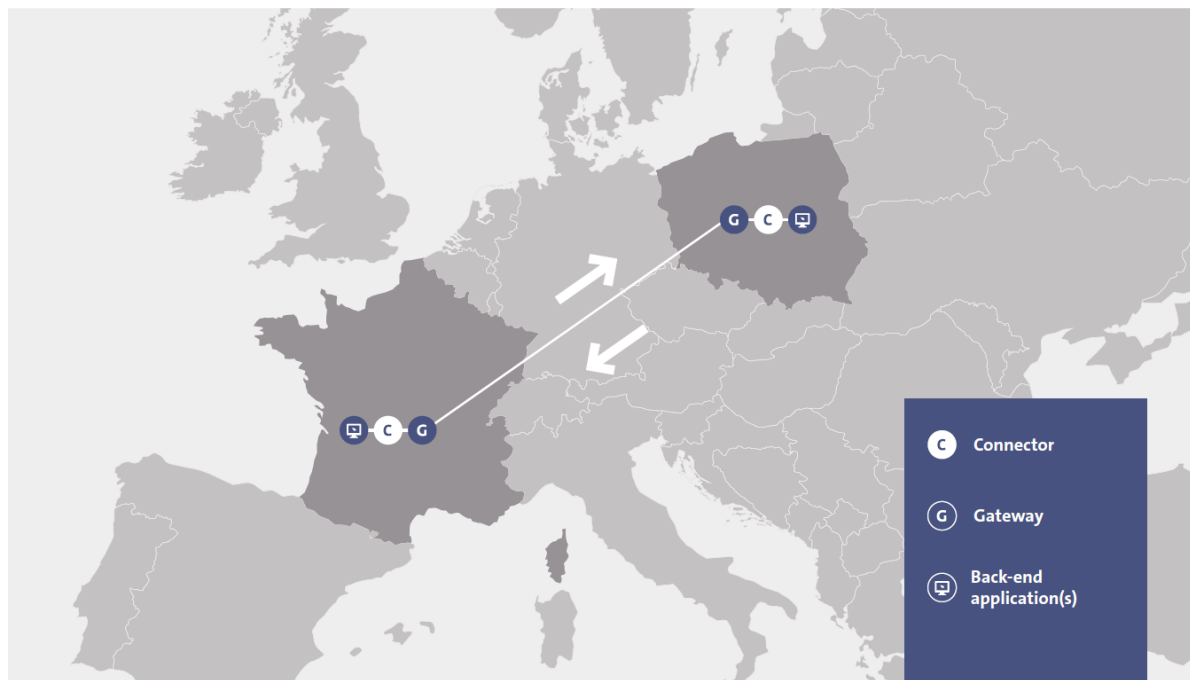 G C
C G
C Connector
G Gateway
Back-end
application(s)